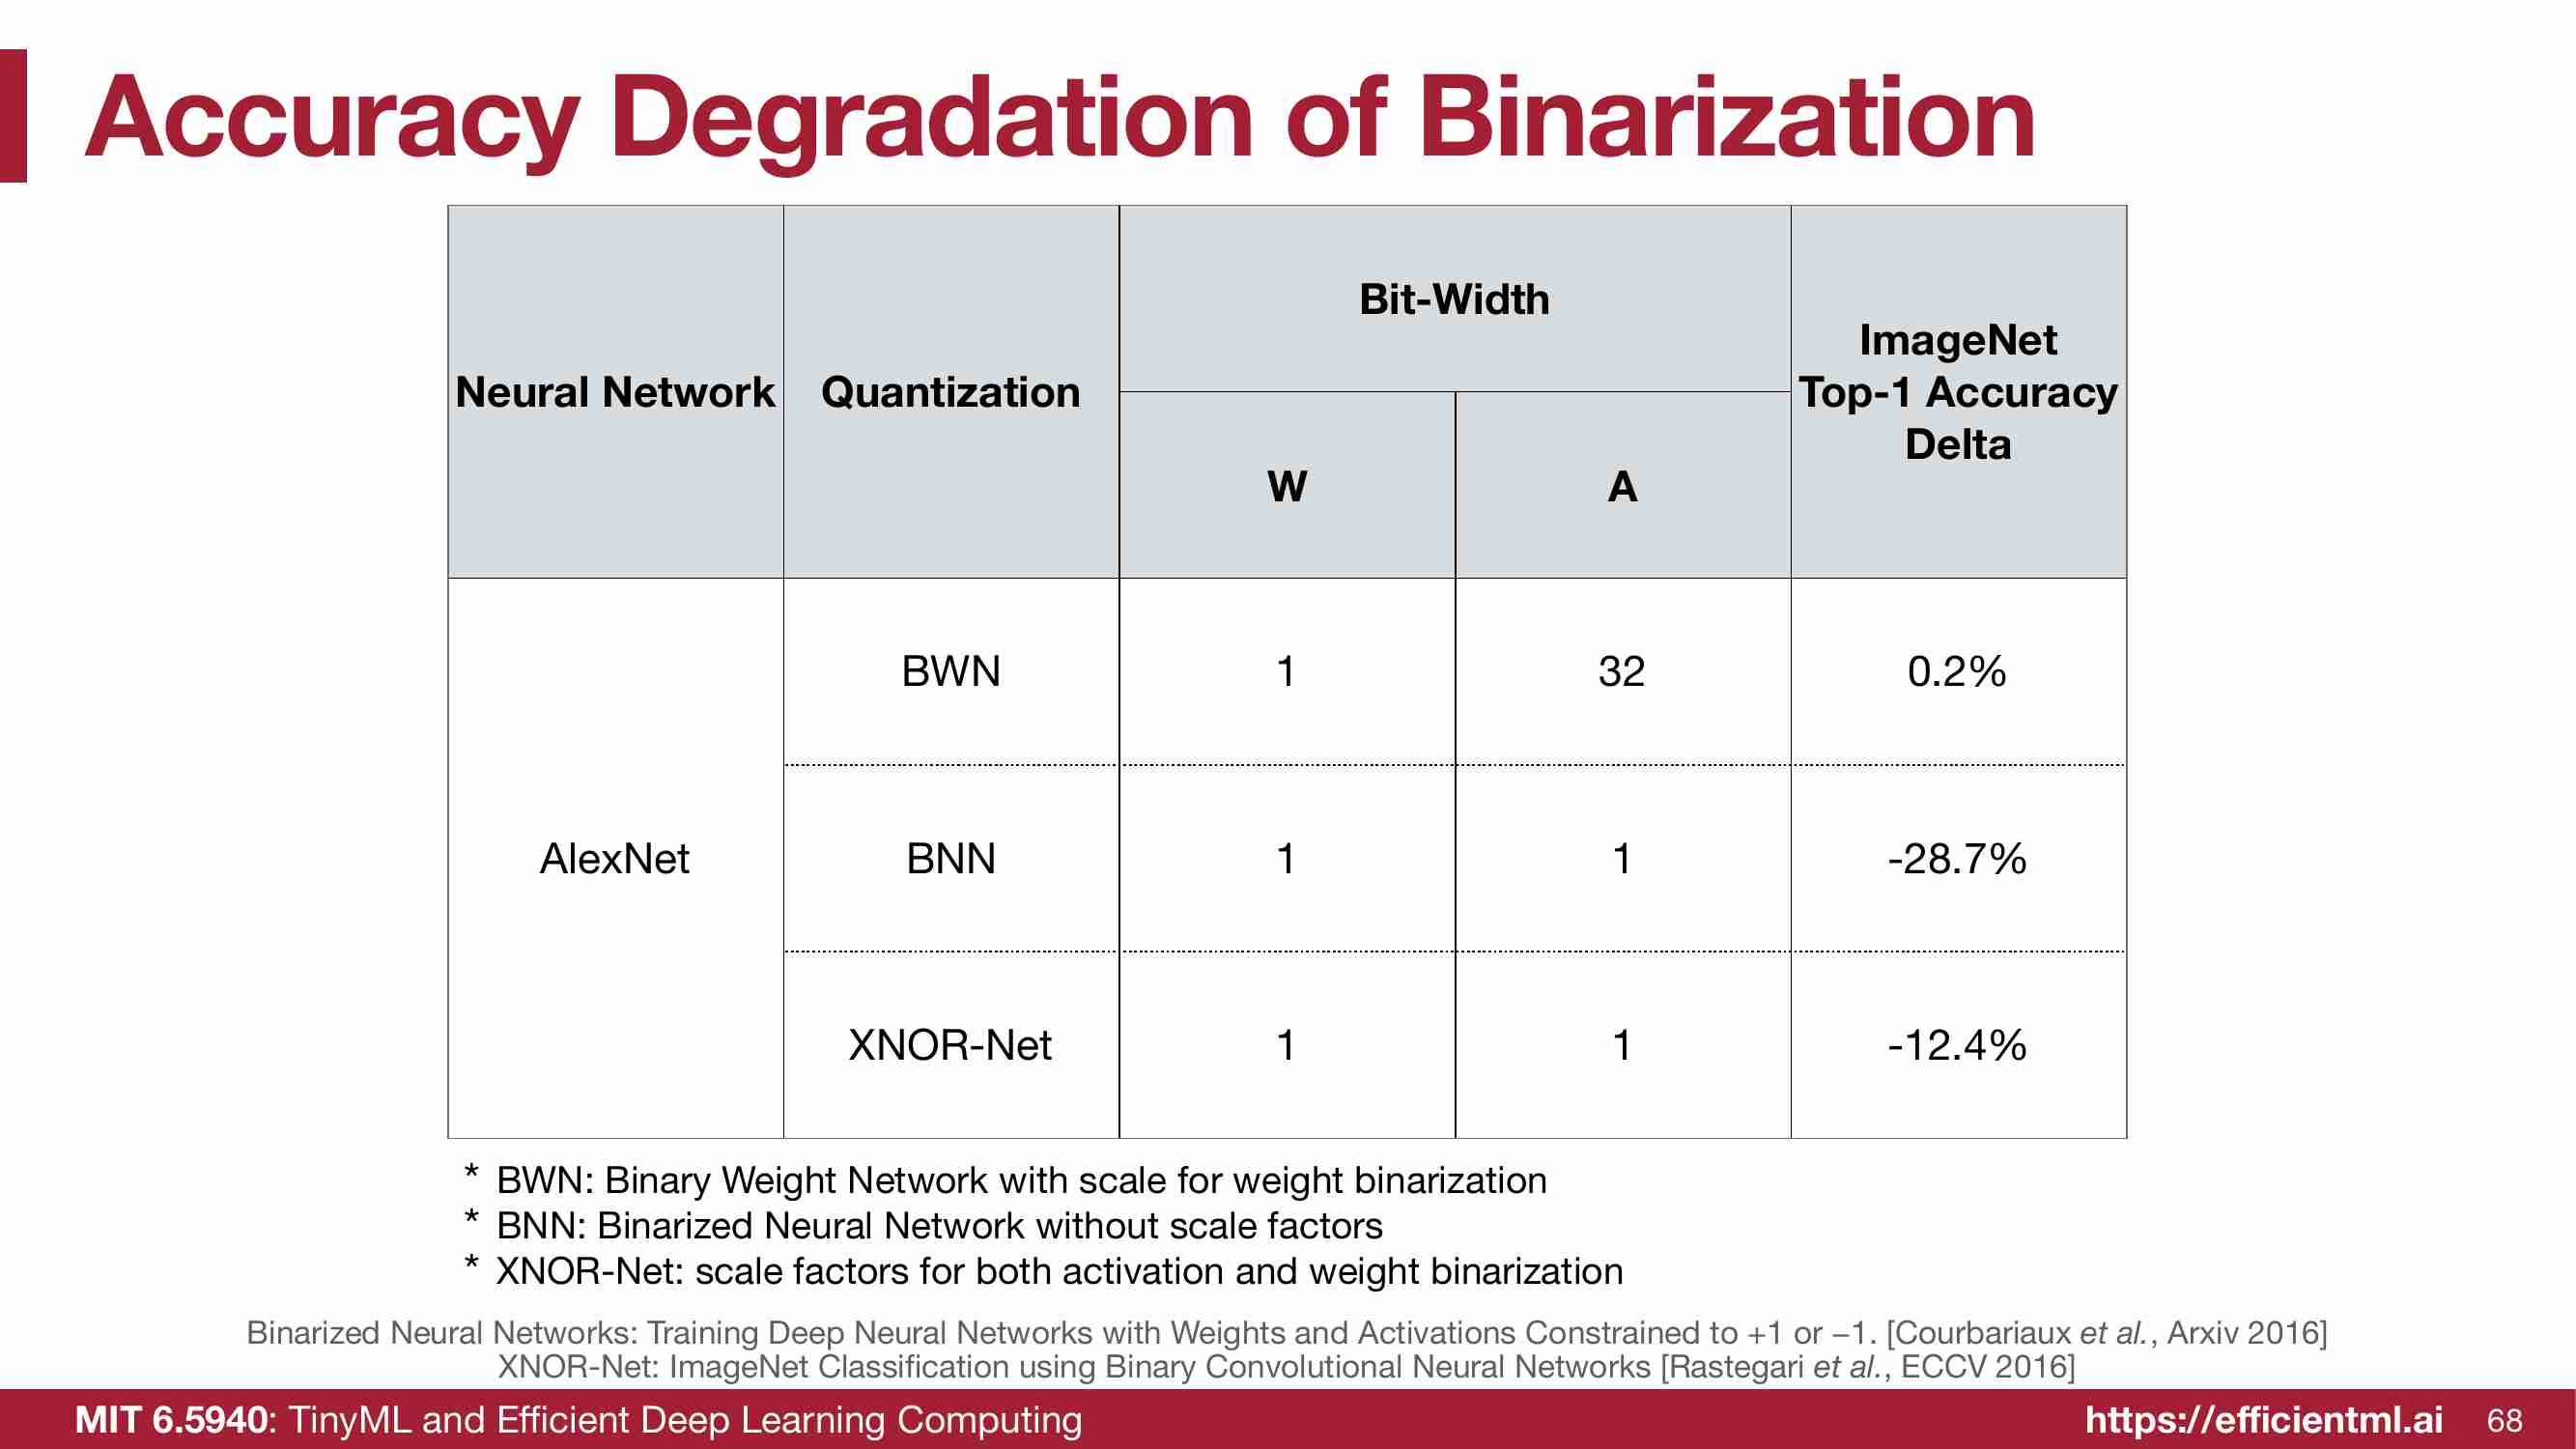 Accuracy Degradation of Binarization
Neural Network
Quantization
Bit-Width
ImageNet
Top-1 Accuracy
Delta
W
A
AlexNet
BWN
1
32
0.2%
BNN
1
1
-28.7%
XNOR-Net
1
1
-12.4%
* BWN: Binary Weight Network with scale for weight binarization
* BNN: Binarized Neural Network without scale factors
* XNOR-Net: scale factors for both activation and weight binarization
Binarized Neural Networks: Training Deep Neural Networks with Weights and Activations Constrained to +1 or −1. [Courbariaux et al., Arxiv 2016]
XNOR-Net: ImageNet Classification using Binary Convolutional Neural Networks [Rastegari et al., ECCV 2016]
MIT 6.5940: TinyML and Efficient Deep Learning Computing
https://efficientml.ai
68